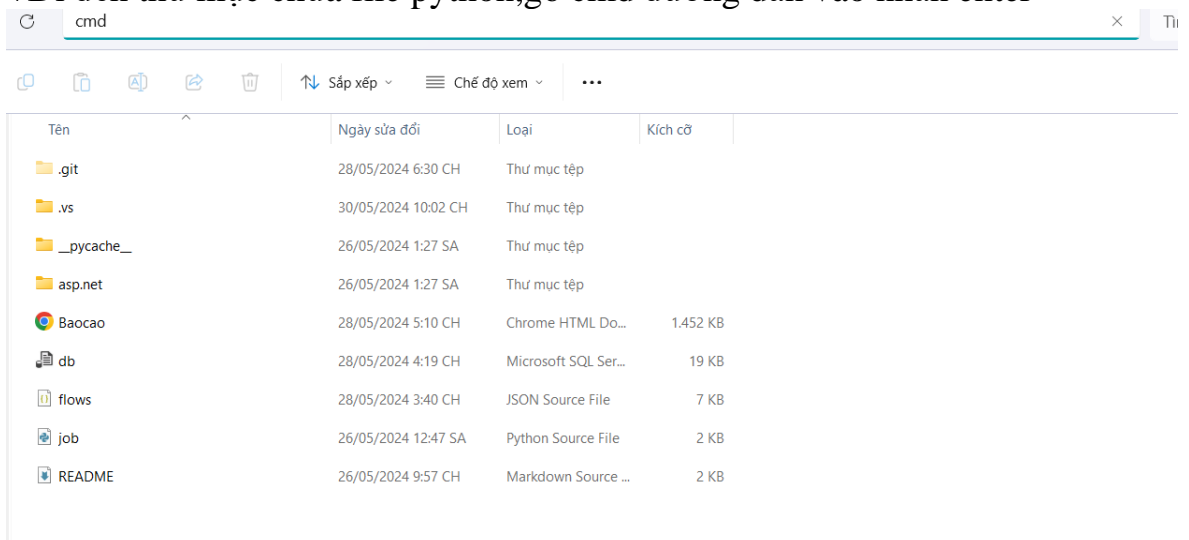 cmd
Sắp xếp
Chế độ xem
Tên Ngày sửa đổi Loại Kích cỡ
.git 28/05/2024 6:30 CH Thư mục tệp
.vs 30/05/2024 10:02 CH Thư mục tệp
__pycache__ 26/05/2024 1:27 SA Thư mục tệp
asp.net 26/05/2024 1:27 SA Thư mục tệp
Baocao 28/05/2024 5:10 CH Chrome HTML Do... 1.452 KB
db 28/05/2024 4:19 CH Microsoft SQL Ser... 19 KB
flows 28/05/2024 3:40 CH JSON Source File 7 KB
job 26/05/2024 12:47 SA Python Source File 2 KB
README 26/05/2024 9:57 CH Markdown Source ... 2 KB